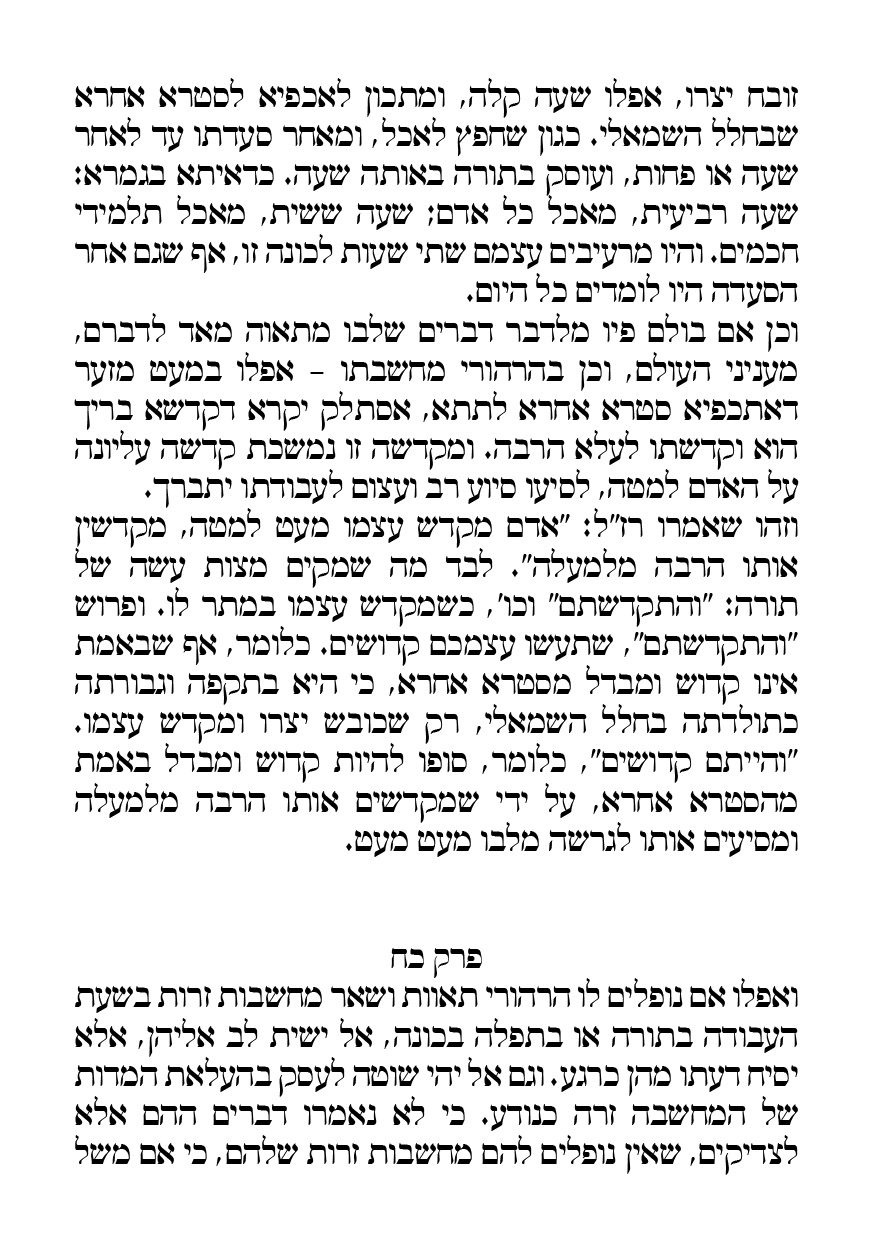 זובח יצרו, אפלו שעה קלה, ומתכון לאכפיא לסטרא אחרא
שבחלל השמאלי. כגון שחפץ לאכל, ומאחר סעדתו עד לאחר
שעה או פחות, ועוסק בתורה באותה שעה. כדאיתא בגמרא:
שעה רביעית, מאכל כל אדם; שעה ששית, מאכל תלמידי
חכמים. והיו מרעיבים עצמם שתי שעות לכונה זו, אף שגם אחר
הסעדה היו לומדים כל היום.
וכן אם בולם פיו מלדבר דברים שלבו מתאוה מאד לדברם,
מעניני העולם, וכן בהרהורי מחשבתו – אפלו במעט מזער
דאתכפיא סטרא אחרא לתתא, אסתלק יקרא דקדשא בריך
הוא וקדשתו לעלא הרבה. ומקדשה זו נמשכת קדשה עליונה
על האדם למטה, לסיעו סיוע רב ועצום לעבודתו יתברך.
וזהו שאמרו רז"ל: "אדם מקדש עצמו מעט למטה, מקדשין
אותו הרבה מלמעלה". לבד מה שמקים מצות עשה של
תורה: "והתקדשתם" וכו', כשמקדש עצמו במתר לו. ופרוש
"והתקדשתם", שתעשו עצמכם קדושים. כלומר, אף שבאמת
אינו קדוש ומבדל מסטרא אחרא, כי היא בתקפה וגבורתה
כתולדתה בחלל השמאלי, רק שכובש יצרו ומקדש עצמו.
"והייתם קדושים", כלומר, סופו להיות קדוש ומבדל באמת
מהסטרא אחרא, על ידי שמקדשים אותו הרבה מלמעלה
ומסיעים אותו לגרשה מלבו מעט מעט.
פרק כח
ואפלו אם נופלים לו הרהורי תאוות ושאר מחשבות זרות בשעת
העבודה בתורה או בתפלה בכונה, אל ישית לב אליהן, אלא
יסיח דעתו מהן כרגע. וגם אל יהי שוטה לעסק בהעלאת המדות
של המחשבה זרה כנודע. כי לא נאמרו דברים ההם אלא
לצדיקים, שאין נופלים להם מחשבות זרות שלהם, כי אם משל